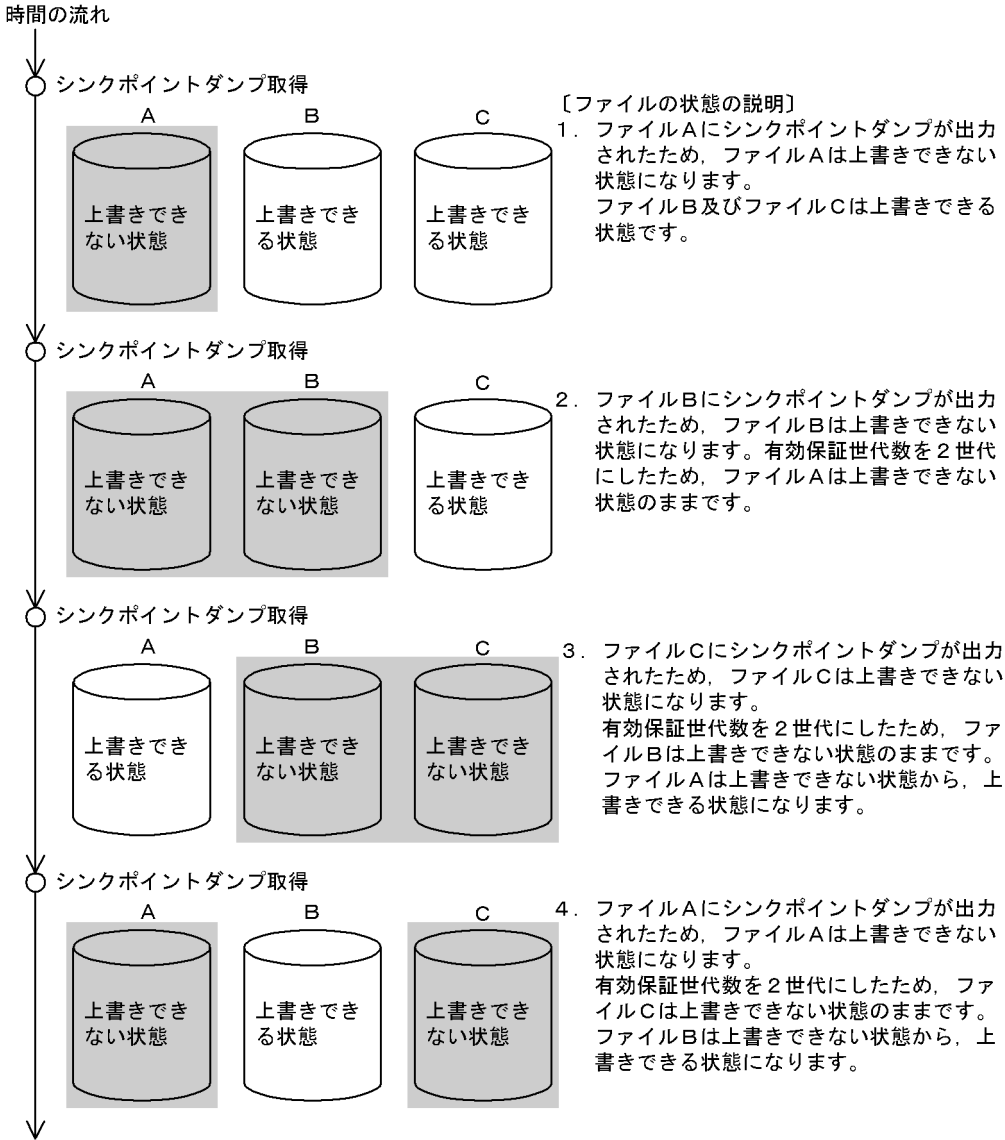 時間の流れ
シンクポイントダンプ取得
A
B
C
上書きでき
ない状態
上書きでき
る状態
上書きでき
る状態
〔ファイルの状態の説明〕
1. ファイルAにシンクポイントダンプが出力
されたため，ファイルAは上書きできない
状態になります。
ファイルB及びファイルCは上書きできる
状態です。
シンクポイントダンプ取得
A
B
C
上書きでき
ない状態
上書きでき
ない状態
上書きでき
る状態
2. ファイルBにシンクポイントダンプが出力
されたため，ファイルBは上書きできない
状態になります。有効保証世代数を2世代
にしたため，ファイルAは上書きできない
状態のままです。
シンクポイントダンプ取得
A
B
C
上書きでき
る状態
上書きでき
ない状態
上書きでき
ない状態
3. ファイルCにシンクポイントダンプが出力
されたため，ファイルCは上書きできない
状態になります。
有効保証世代数を2世代にしたため，ファ
イルBは上書きできない状態のままです。
ファイルAは上書きできない状態から，上
書きできる状態になります。
シンクポイントダンプ取得
A
B
C
上書きでき
ない状態
上書きでき
る状態
上書きでき
ない状態
4. ファイルAにシンクポイントダンプが出力
されたため，ファイルAは上書きできない
状態になります。
有効保証世代数を2世代にしたため，ファ
イルCは上書きできない状態のままです。
ファイルBは上書きできない状態から，上
書きできる状態になります。